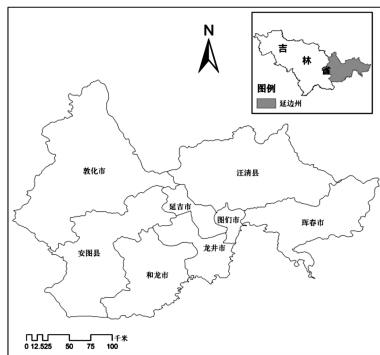 N
吉
林
省
图例
延边州
敦化市
汪清县
延吉市
图们市
珲春市
安图县
龙井市
和龙市
0 12.525 50 75 100 千米